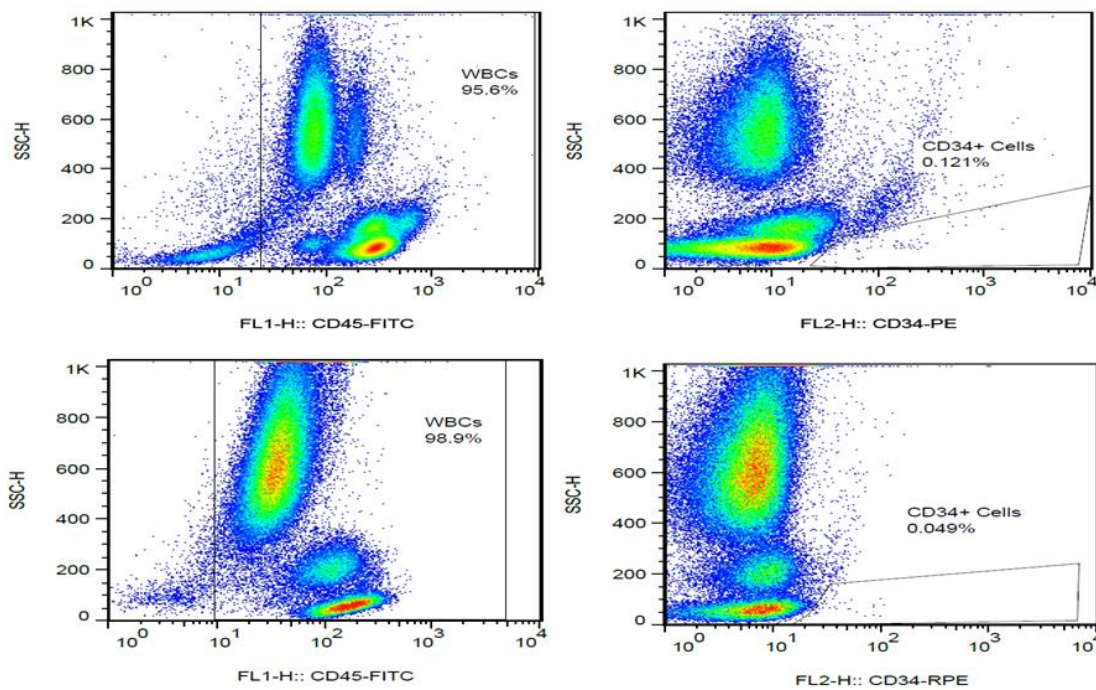 1K
800
600
400
200
0
SSC-H
WBCs
95.6%
10^0 10^1 10^2 10^3 10^4
FL1-H:: CD45-FITC
1K
800
600
400
200
0
SSC-H
CD34+ Cells
0.121%
10^0 10^1 10^2 10^3 10^4
FL2-H:: CD34-PE
1K
800
600
400
200
0
SSC-H
WBCs
98.9%
10^0 10^1 10^2 10^3 10^4
FL1-H:: CD45-FITC
1K
800
600
400
200
0
SSC-H
CD34+ Cells
0.049%
10^0 10^1 10^2 10^3 10^4
FL2-H:: CD34-RPE